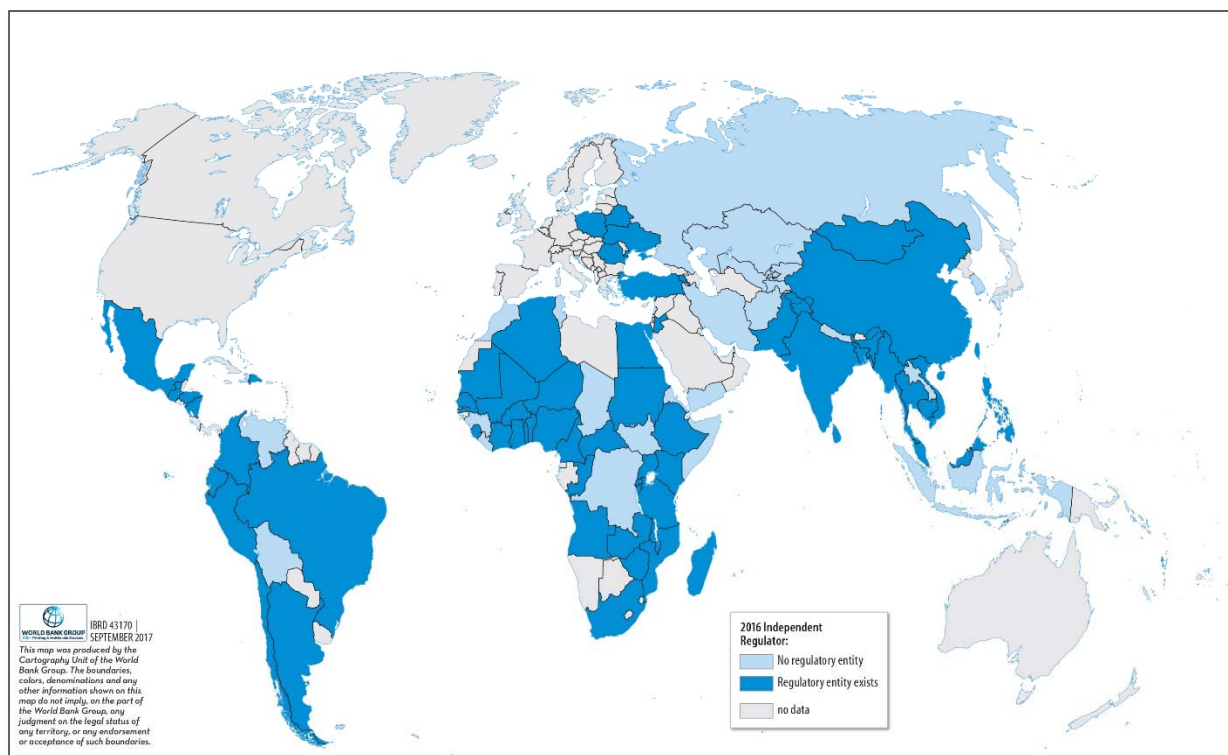 WORLD BANK GROUP
IBRD 43170 |
SEPTEMBER 2017
This map was produced by the
Cartography Unit of the World
Bank Group. The boundaries,
colors, denominations and any
other information shown on this
map do not imply, on the part of
the World Bank Group, any
judgment on the legal status of
any territory, or any endorsement
or acceptance of such boundaries.
2016 Independent
Regulator:
No regulatory entity
Regulatory entity exists
no data